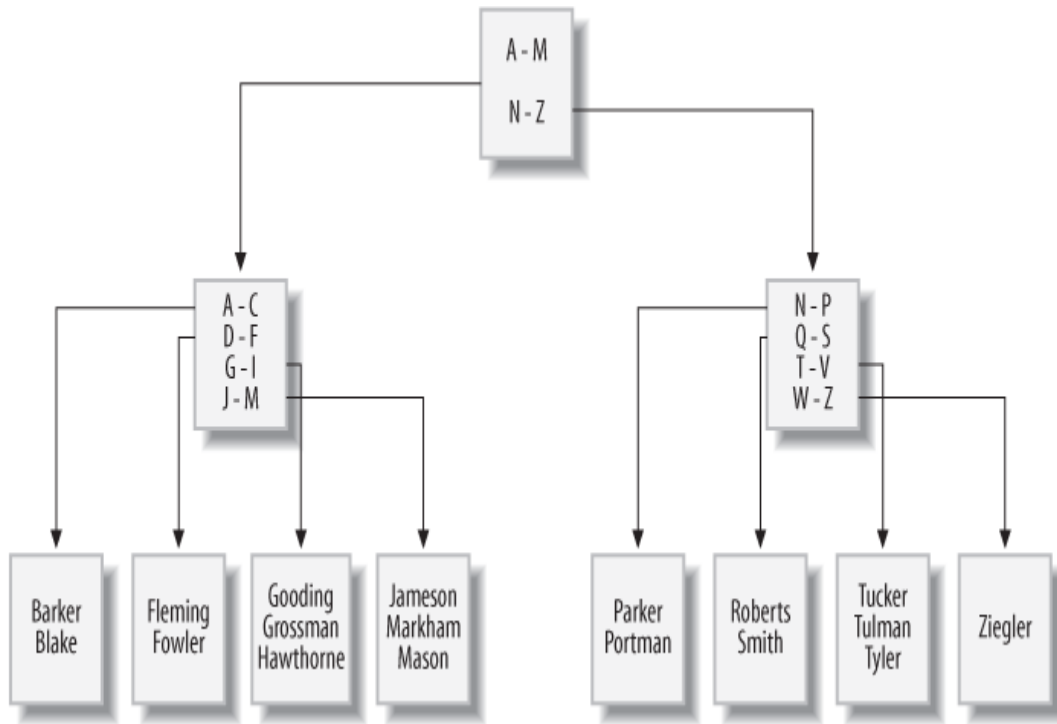 A - M
N - Z
A - C
D - F
G - I
J - M
N - P
Q - S
T - V
W - Z
Barker
Blake
Fleming
Fowler
Gooding
Grossman
Hawthorne
Jameson
Markham
Mason
Parker
Portman
Roberts
Smith
Tucker
Tulman
Tyler
Ziegler